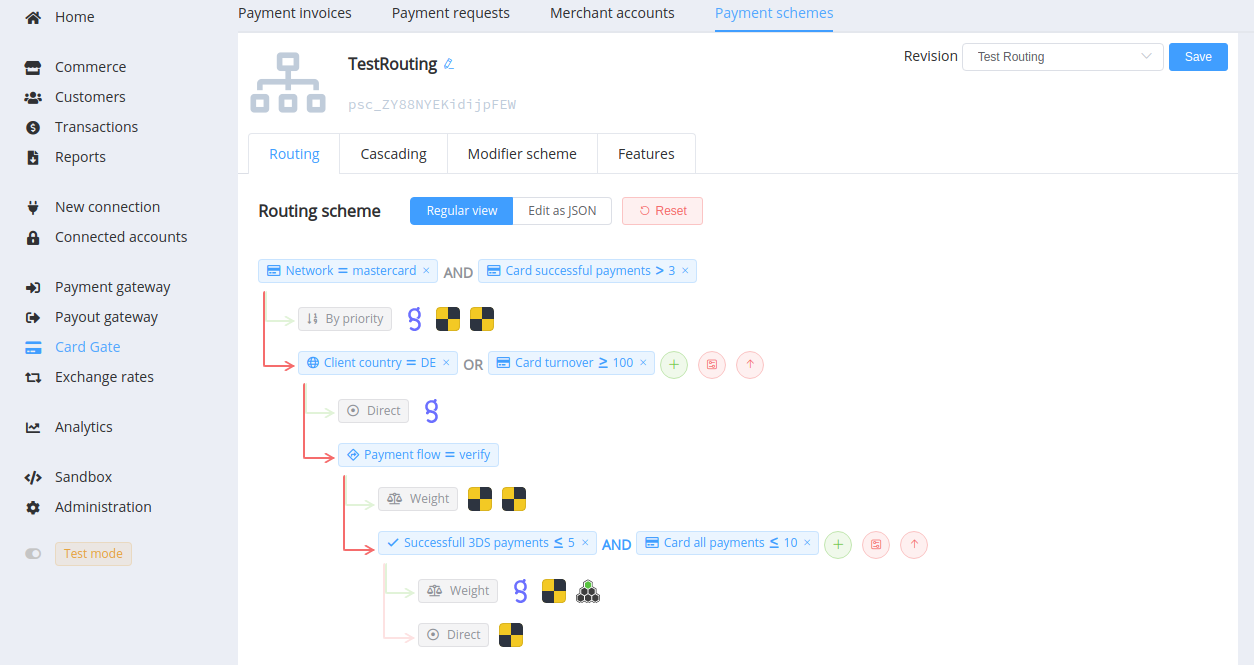 Home
Payment invoices Payment requests Merchant accounts Payment schemes
TestRouting
Revision Test Routing Save
Commerce
Customers
psc_ZY88NYEKidijpFEW
Transactions
Reports
Routing Cascading Modifier scheme Features
New connection
Routing scheme Regular view Edit as JSON Reset
Connected accounts
Network = mastercard × AND Card successful payments > 3 ×
Payment gateway
Payout gateway
By priority
Card Gate
Client country = DE × OR Card turnover ≥ 100 ×
Exchange rates
Direct
Analytics
Payment flow = verify
Sandbox
Weight
Administration
Successfull 3DS payments ≤ 5 × AND Card all payments ≤ 10 ×
Test mode
Weight
Direct